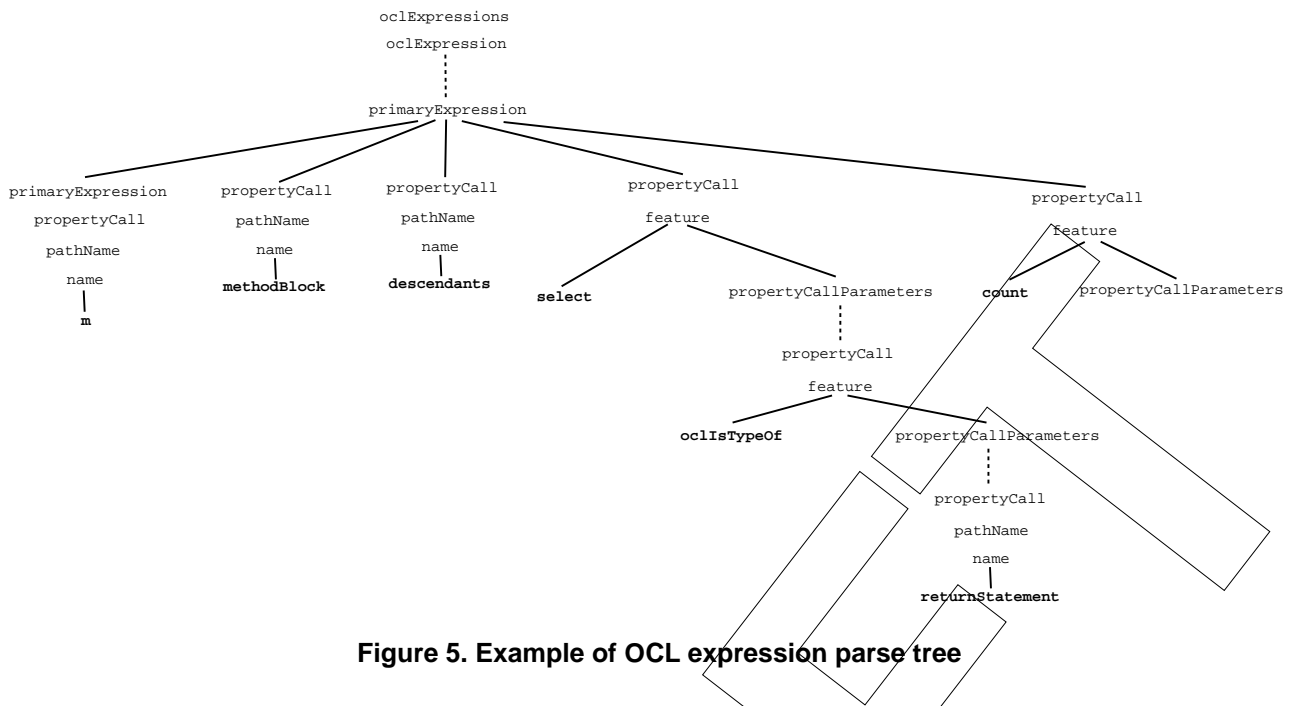 oclExpressions
oclExpression
primaryExpression
primaryExpression propertyCall propertyCall propertyCall propertyCall
propertyCall pathName pathName feature feature
pathName name name
name methodBlock descendants select propertyCallParameters count propertyCallParameters
m
propertyCall
feature
oclIsTypeOf propertyCallParameters
propertyCall
pathName
name
returnStatement
Figure 5. Example of OCL expression parse tree